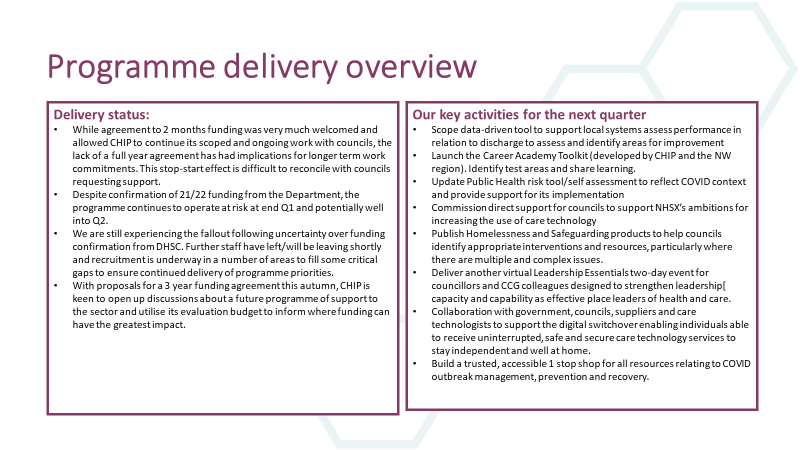 Programme delivery overview
Delivery status:
• While agreement to 2 months funding was very much welcomed and
allowed CHIP to continue its scoped and ongoing work with councils, the
lack of a full year agreement has had implications for longer term work
commitments. This stop-start effect is difficult to reconcile with councils
requesting support.
• Despite confirmation of 21/22 funding from the Department, the
programme continues to operate at risk at end Q1 and potentially well
into Q2.
• We are still experiencing the fallout following uncertainty over funding
confirmation from DHSC. Further staff have left/will be leaving shortly
and recruitment is underway in a number of areas to fill some critical
gaps to ensure continued delivery of programme priorities.
• With proposals for a 3 year funding agreement this autumn, CHIP is
keen to open up discussions about a future programme of support to
the sector and utilise its evaluation budget to inform where funding can
have the greatest impact.
Our key activities for the next quarter
• Scope data-driven tool to support local systems assess performance in
relation to discharge to assess and identify areas for improvement
• Launch the Career Academy Toolkit (developed by CHIP and the NW
region). Identify test areas and share learning.
• Update Public Health risk tool/self assessment to reflect COVID context
and provide support for its implementation
• Commission direct support for councils to support NHSX's ambitions for
increasing the use of care technology
• Publish Homelessness and Safeguarding products to help councils
identify appropriate interventions and resources, particularly where
there are multiple and complex issues.
• Deliver another virtual Leadership Essentials two-day event for
councillors and CCG colleagues designed to strengthen leadership[
capacity and capability as effective place leaders of health and care.
• Collaboration with government, councils, suppliers and care
technologists to support the digital switchover enabling individuals able
to receive uninterrupted, safe and secure care technology services to
stay independent and well at home.
• Build a trusted, accessible 1 stop shop for all resources relating to COVID
outbreak management, prevention and recovery.